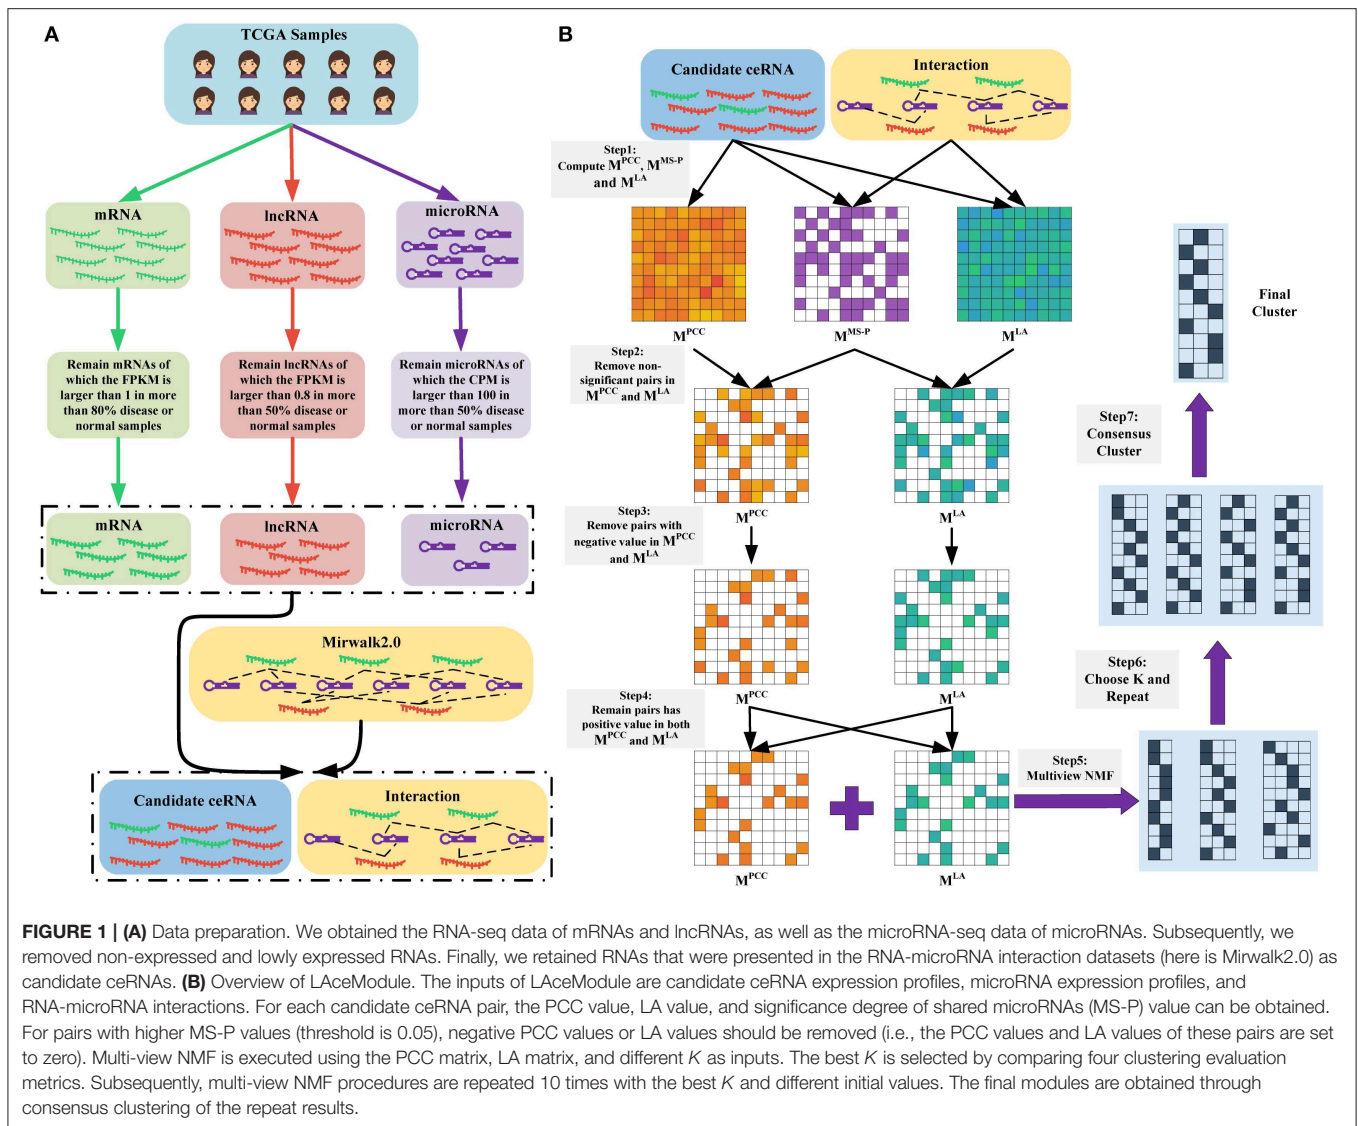 A
TCGA Samples
mRNA
lncRNA
microRNA
Remain mRNAs of
which the FPKM is
larger than 1 in more
than 80% disease or
normal samples
Remain lncRNAs of
which the FPKM is
larger than 0.8 in more
than 50% disease or
normal samples
Remain microRNAs of
which the CPM is
larger than 100 in
more than 50% disease
or normal samples
mRNA
lncRNA
microRNA
Mirwalk2.0
Candidate ceRNA
Interaction
B
Candidate ceRNA
Interaction
Step1:
Compute M^PCC, M^MS-P
and M^LA
M^PCC
M^MS-P
M^LA
Step2:
Remove non-
significant pairs in
M^PCC and M^LA
M^PCC
M^LA
Step3:
Remove pairs with
negative value in M^PCC
and M^LA
M^PCC
M^LA
Step4:
Remain pairs has
positive value in both
M^PCC and M^LA
M^PCC
M^LA
Step5:
Multiview NMF
Step6:
Choose K and
Repeat
Step7:
Consensus
Cluster
Final
Cluster
FIGURE 1 | (A) Data preparation. We obtained the RNA-seq data of mRNAs and lncRNAs, as well as the microRNA-seq data of microRNAs. Subsequently, we
removed non-expressed and lowly expressed RNAs. Finally, we retained RNAs that were presented in the RNA-microRNA interaction datasets (here is Mirwalk2.0) as
candidate ceRNAs. (B) Overview of LAceModule. The inputs of LAceModule are candidate ceRNA expression profiles, microRNA expression profiles, and
RNA-microRNA interactions. For each candidate ceRNA pair, the PCC value, LA value, and significance degree of shared microRNAs (MS-P) value can be obtained.
For pairs with higher MS-P values (threshold is 0.05), negative PCC values or LA values should be removed (i.e., the PCC values and LA values of these pairs are set
to zero). Multi-view NMF is executed using the PCC matrix, LA matrix, and different K as inputs. The best K is selected by comparing four clustering evaluation
metrics. Subsequently, multi-view NMF procedures are repeated 10 times with the best K and different initial values. The final modules are obtained through
consensus clustering of the repeat results.